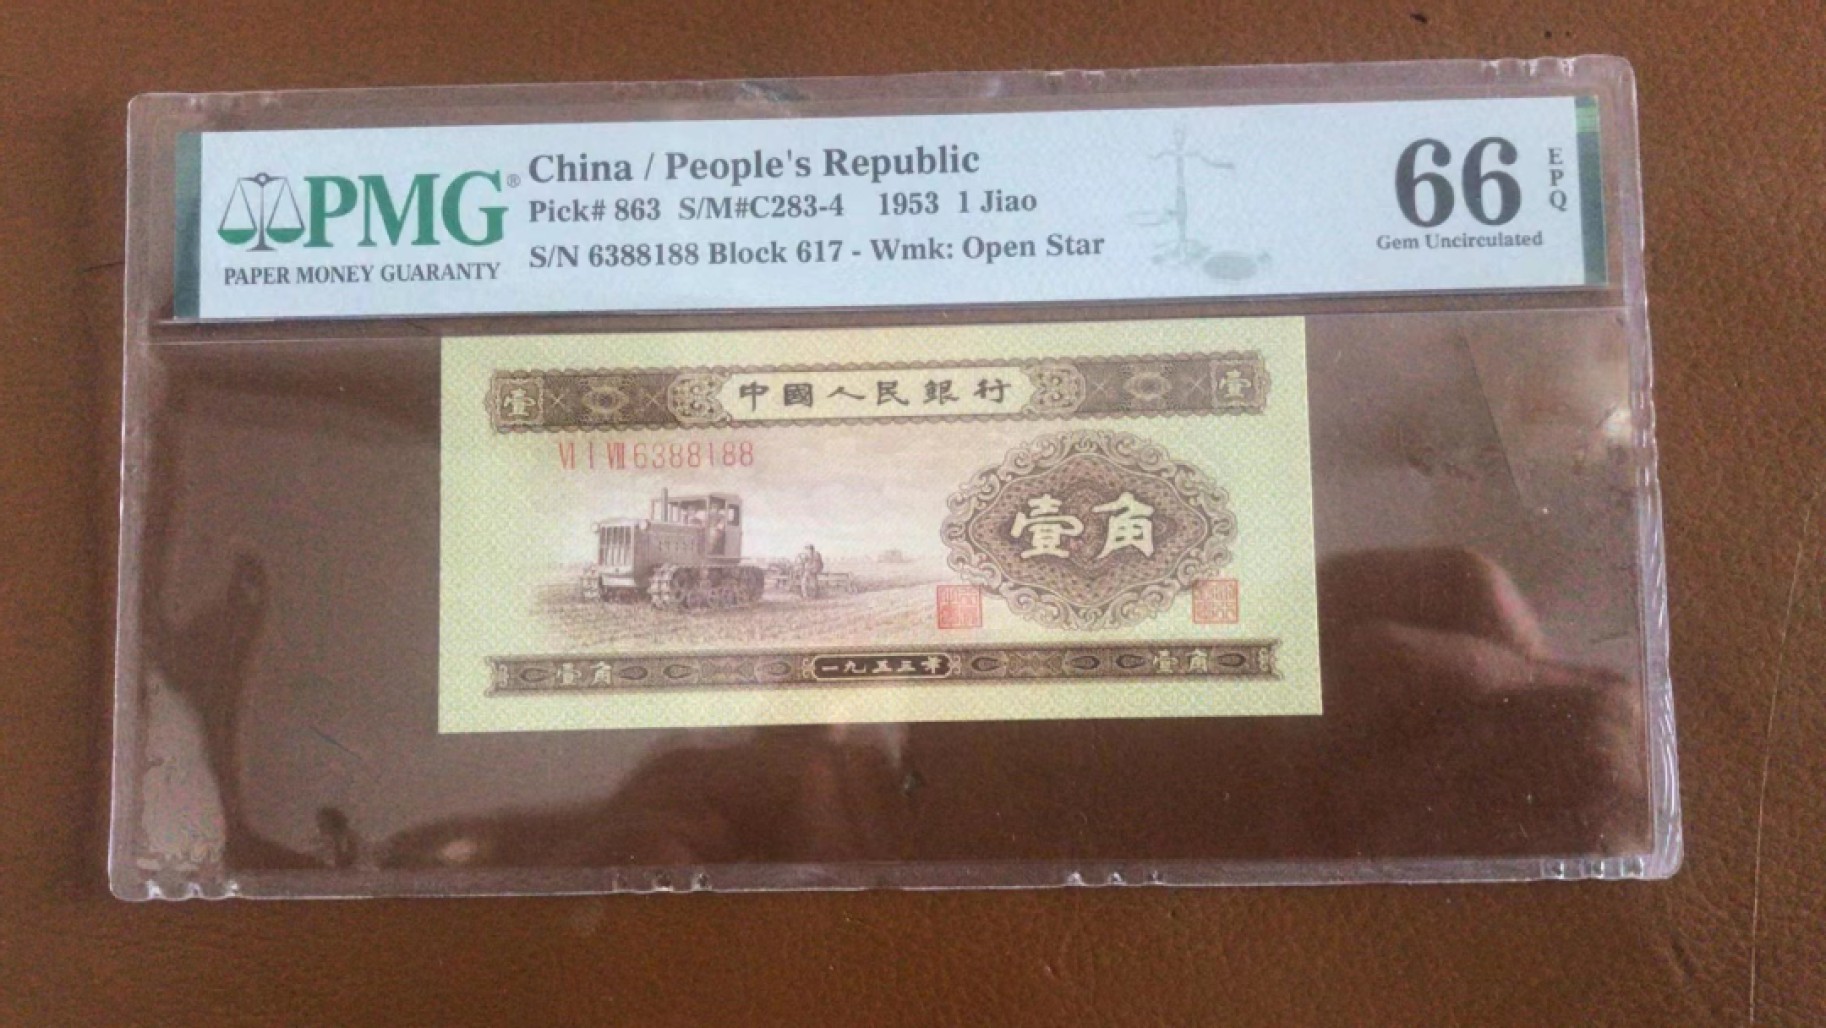 PMG®
PAPER MONEY GUARANTY
China / People's Republic
Pick# 863 S/M#C283-4 1953 1 Jiao
S/N 6388188 Block 617 - Wmk: Open Star
66 EPQ
Gem Uncirculated
壹 中國人民銀行 壹
VI I VII 6388188
壹角
壹角 一九五三年 壹角